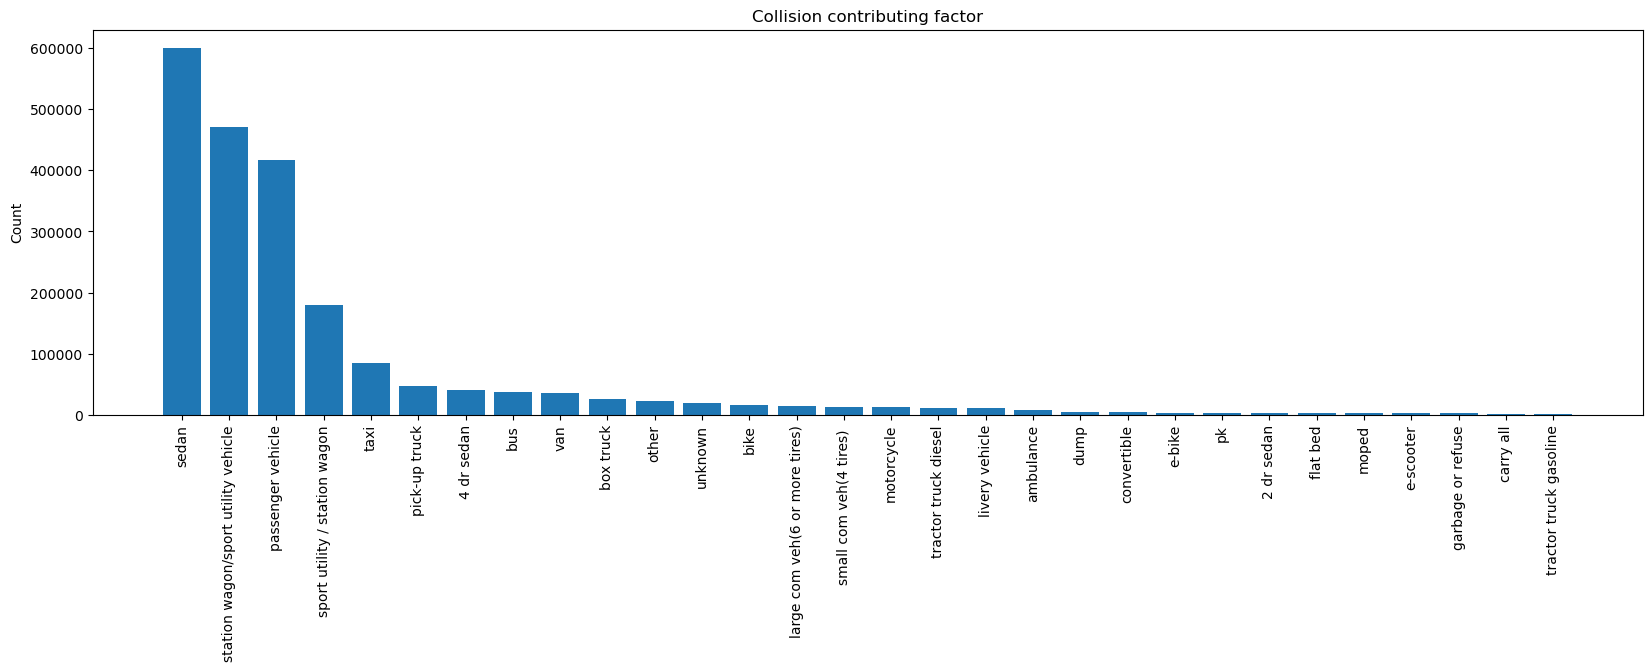 Collision contributing factor
Count
600000
500000
400000
300000
200000
100000
0
sedan
station wagon/sport utility vehicle
passenger vehicle
sport utility / station wagon
taxi
pick-up truck
4 dr sedan
bus
van
box truck
other
unknown
bike
large com veh(6 or more tires)
small com veh(4 tires)
motorcycle
tractor truck diesel
livery vehicle
ambulance
dump
convertible
e-bike
pk
2 dr sedan
flat bed
moped
e-scooter
garbage or refuse
carry all
tractor truck gasoline